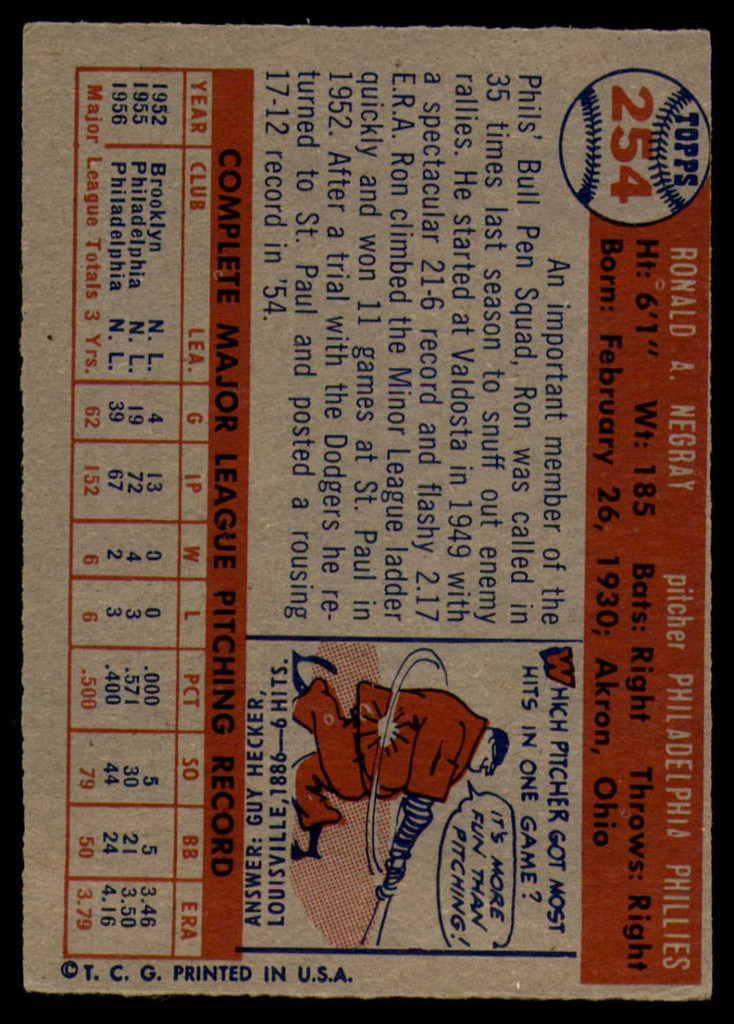 TOPPS
254
RONALD A. NEGRAY pitcher PHILADELPHIA PHILLIES
Ht: 6'1" Wt: 185 Bats: Right Throws: Right
Born: February 26, 1930; Akron, Ohio
An important member of the
Phils' Bull Pen Squad, Ron was called in
35 times last season to snuff out enemy
rallies. He started at Valdosta in 1949 with
a spectacular 21-6 record and flashy 2.17
E.R.A. Ron climbed the Minor League ladder
quickly and won 11 games at St. Paul in
1952. After a trial with the Dodgers he re-
turned to St. Paul and posted a rousing
17-12 record in '54.
WHICH PITCHER GOT MOST
HITS IN ONE GAME?
IT'S MORE
FUN THAN
PITCHING!
ANSWER: GUY HECKER,
LOUISVILLE, 1886—6 HITS.
COMPLETE MAJOR LEAGUE PITCHING RECORD
YEAR CLUB LEA. G IP W L PCT SO BB ERA
1952 Brooklyn N. L. 4 13 0 0 .000 5 5 3.46
1955 Philadelphia N. L. 19 72 4 3 .571 30 21 3.50
1956 Philadelphia N. L. 39 67 2 3 .400 44 24 4.16
Major League Totals 3 Yrs. 62 152 6 6 .500 79 50 3.79
© T. C. G. PRINTED IN U.S.A.